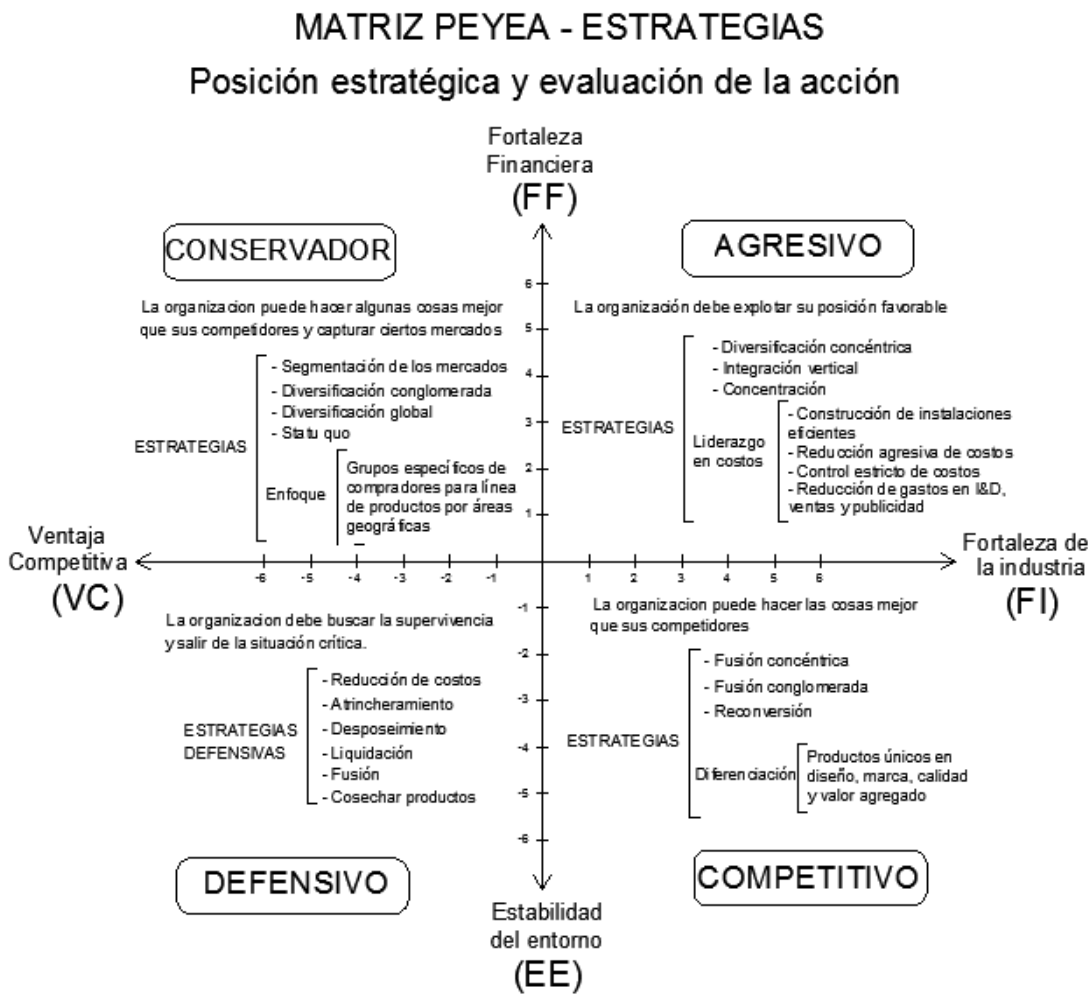 MATRIZ PEYEA - ESTRATEGIAS
Posición estratégica y evaluación de la acción
Fortaleza
Financiera
(FF)
CONSERVADOR
La organizacion puede hacer algunas cosas mejor
que sus competidores y capturar ciertos mercados
ESTRATEGIAS
- Segmentación de los mercados
- Diversificación conglomerada
- Diversificación global
- Statu quo
Enfoque
Grupos específicos de
compradores para línea
de productos por áreas
geográficas
AGRESIVO
La organización debe explotar su posición favorable
ESTRATEGIAS
- Diversificación concéntrica
- Integración vertical
- Concentración
Liderazgo
en costos
- Construcción de instalaciones
eficientes
- Reducción agresiva de costos
- Control estricto de costos
- Reducción de gastos en I&D,
ventas y publicidad
6
5
4
3
2
1
Ventaja
Competitiva
(VC)
-6 -5 -4 -3 -2 -1 1 2 3 4 5 6
Fortaleza de
la industria
(FI)
-1
-2
-3
-4
-5
-6
La organizacion debe buscar la supervivencia
y salir de la situación crítica.
ESTRATEGIAS
DEFENSIVAS
- Reducción de costos
- Atrincheramiento
- Desposeimiento
- Liquidación
- Fusión
- Cosechar productos
DEFENSIVO
La organizacion puede hacer las cosas mejor
que sus competidores
ESTRATEGIAS
- Fusión concéntrica
- Fusión conglomerada
- Reconversión
Diferenciación
Productos únicos en
diseño, marca, calidad
y valor agregado
COMPETITIVO
Estabilidad
del entorno
(EE)